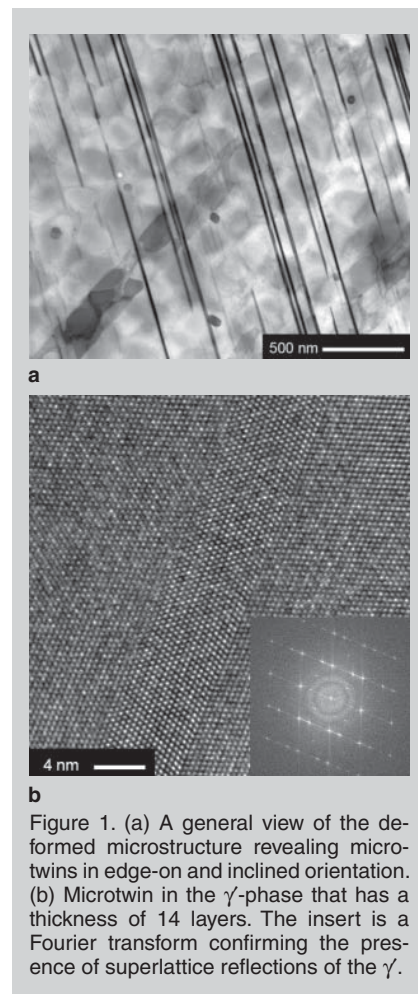 500 nm
a
4 nm
b
Figure 1. (a) A general view of the de-
formed microstructure revealing micro-
twins in edge-on and inclined orientation.
(b) Microtwin in the γ′-phase that has a
thickness of 14 layers. The insert is a
Fourier transform confirming the pres-
ence of superlattice reflections of the γ′.